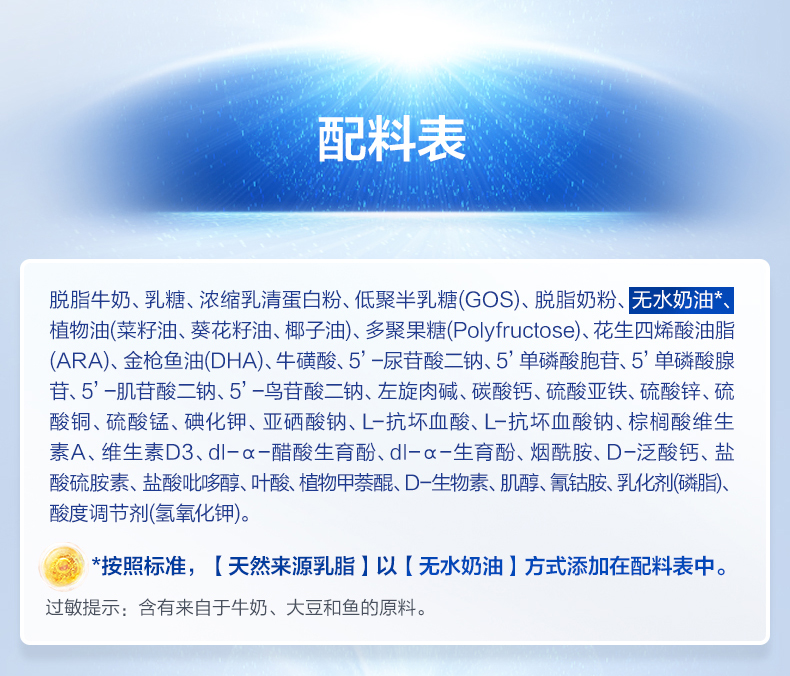 配料表
脱脂牛奶、乳糖、浓缩乳清蛋白粉、低聚半乳糖(GOS)、脱脂奶粉、无水奶油*、
植物油(菜籽油、葵花籽油、椰子油)、多聚果糖(Polyfructose)、花生四烯酸油脂
(ARA)、金枪鱼油(DHA)、牛磺酸、5’-尿苷酸二钠、5’单磷酸胞苷、5’单磷酸腺
苷、5’-肌苷酸二钠、5’-鸟苷酸二钠、左旋肉碱、碳酸钙、硫酸亚铁、硫酸锌、硫
酸铜、硫酸锰、碘化钾、亚硒酸钠、L-抗坏血酸、L-抗坏血酸钠、棕榈酸维生
素A、维生素D3、dl-α-醋酸生育酚、dl-α-生育酚、烟酰胺、D-泛酸钙、盐
酸硫胺素、盐酸吡哆醇、叶酸、植物甲萘醌、D-生物素、肌醇、氰钴胺、乳化剂(磷脂)、
酸度调节剂(氢氧化钾)。
*按照标准，【天然来源乳脂】以【无水奶油】方式添加在配料表中。
过敏提示：含有来自于牛奶、大豆和鱼的原料。